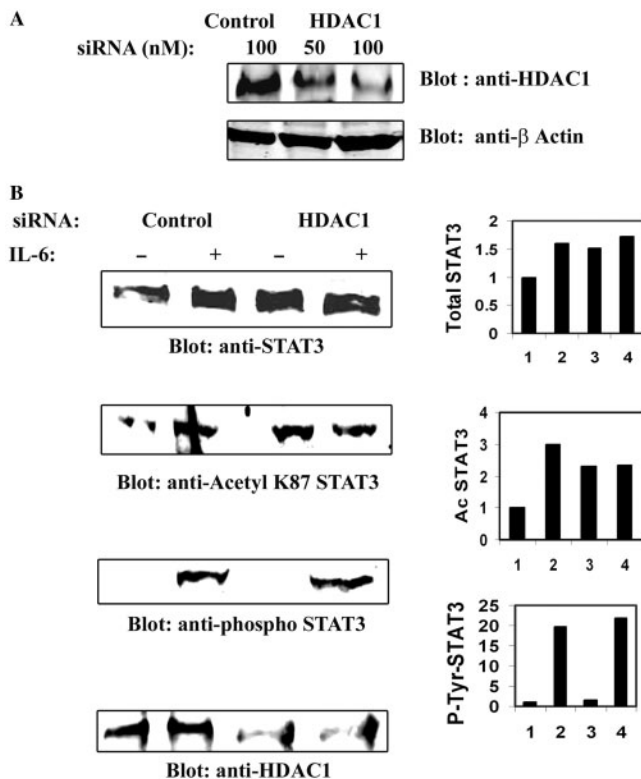 A
Control HDAC1
siRNA (nM): 100 50 100
Blot : anti-HDAC1
Blot: anti-β Actin
B
siRNA: Control HDAC1
IL-6: – + – +
Blot: anti-STAT3
Total STAT3
2
1.5
1
0.5
0
1 2 3 4
Blot: anti-Acetyl K87 STAT3
Ac STAT3
4
3
2
1
0
1 2 3 4
Blot: anti-phospho STAT3
P-Tyr-STAT3
25
20
15
10
5
0
1 2 3 4
Blot: anti-HDAC1